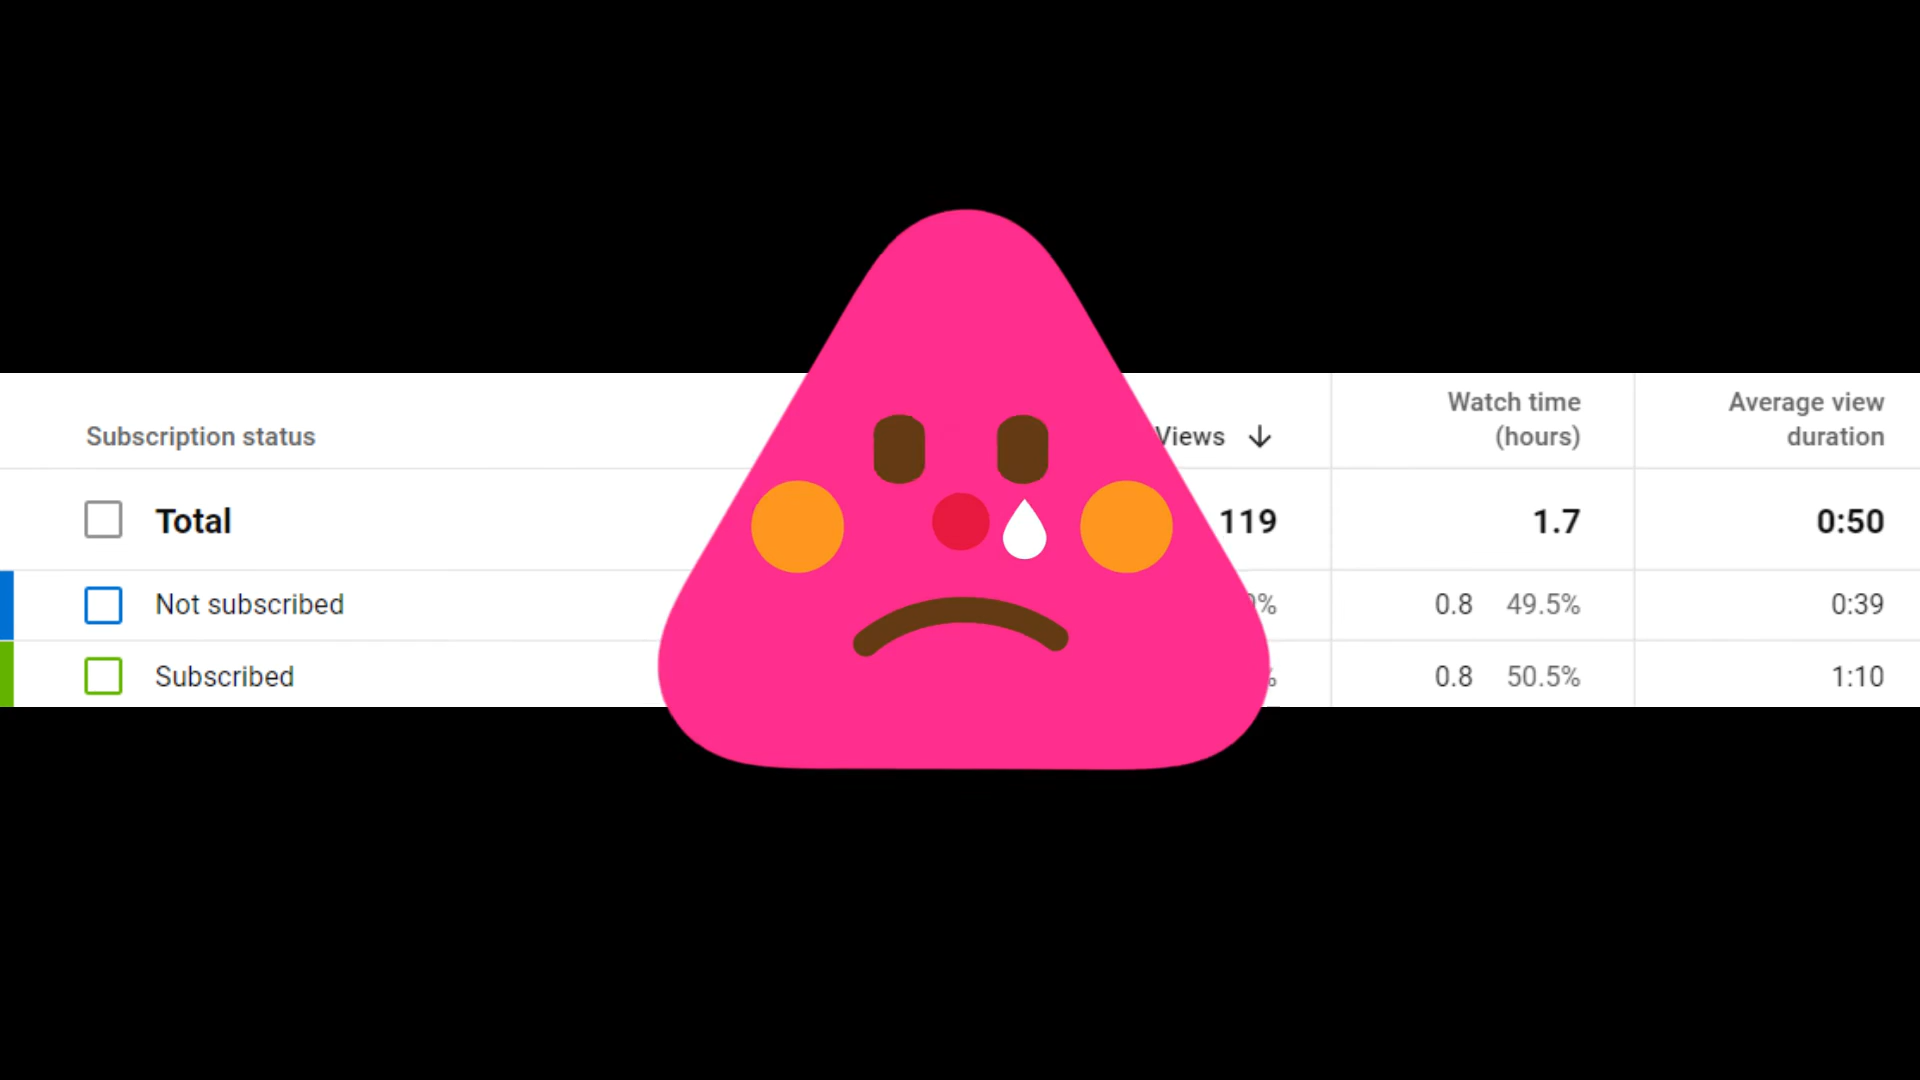 Subscription status Views Watch time (hours) Average view duration
Total 119 1.7 0:50
Not subscribed % 0.8 49.5% 0:39
Subscribed 0.8 50.5% 1:10